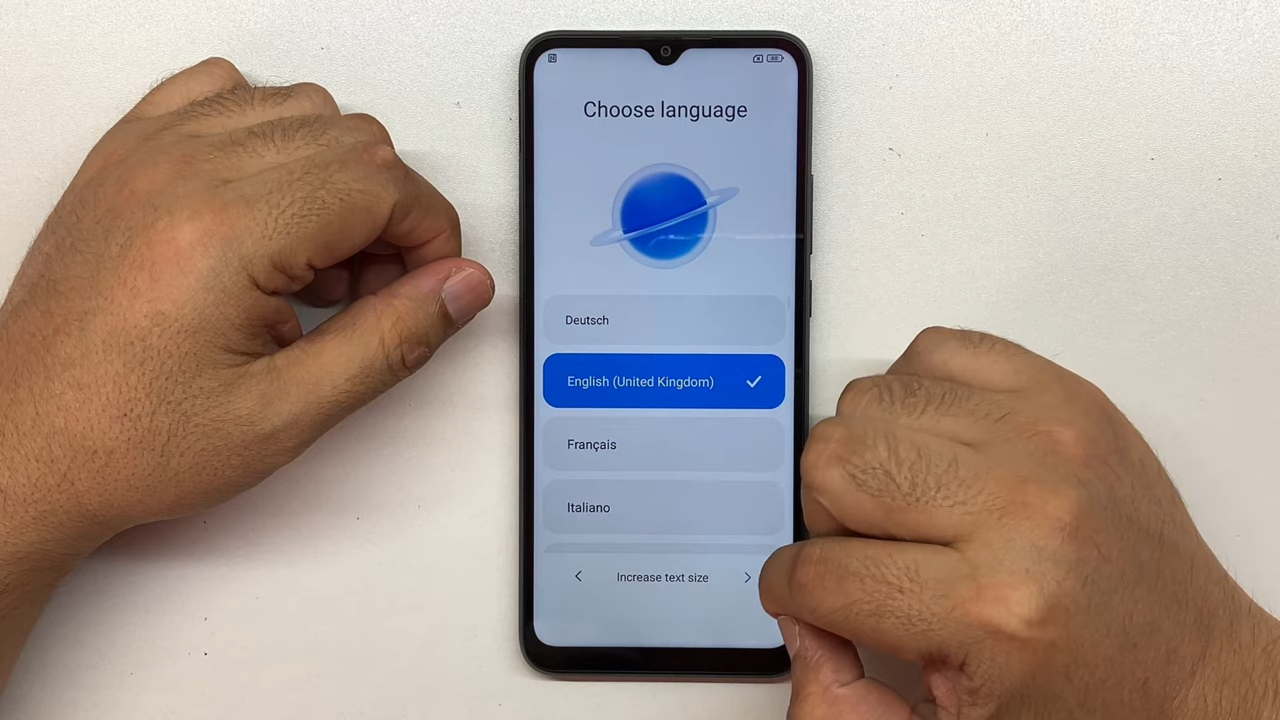 Choose language
Deutsch
English (United Kingdom)
Français
Italiano
Increase text size